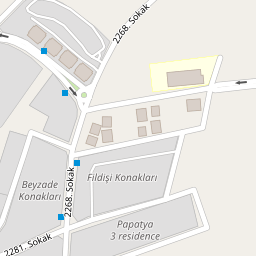 2268. Sokak
Beyzade
Konakları
2268. Sokak
Fildişi Konakları
Papatya
3 residence
2281. Sokak